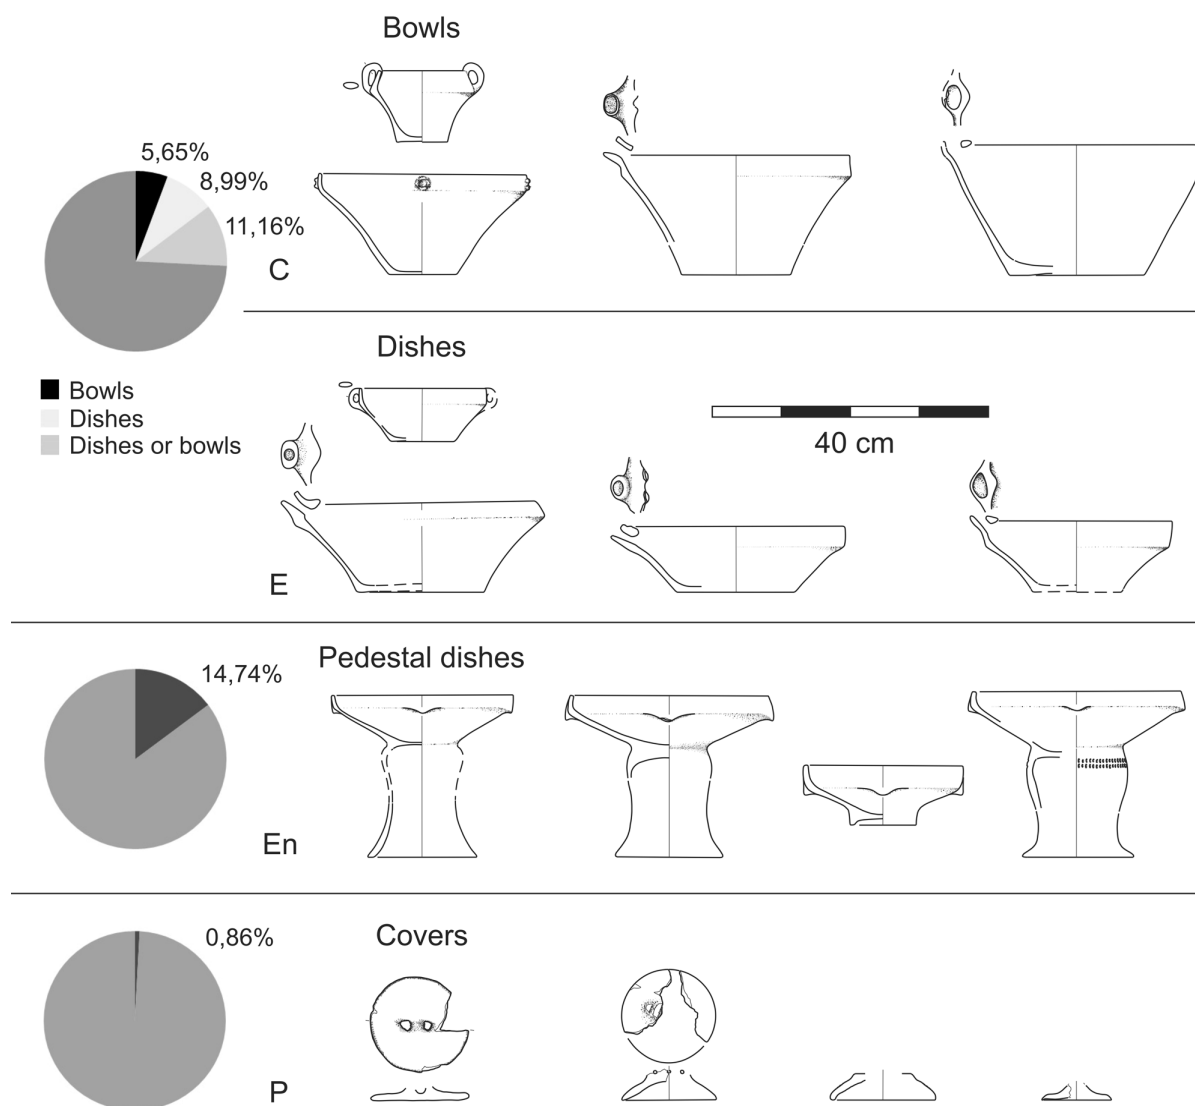 Bowls
5,65%
8,99%
11,16%
C
Dishes
Bowls
Dishes
Dishes or bowls
40 cm
E
Pedestal dishes
14,74%
En
Covers
0,86%
P